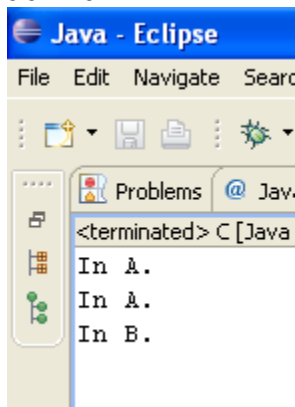 Java - Eclipse
File Edit Navigate
Problems @
<terminated> C [Java
In A.
In A.
In B.